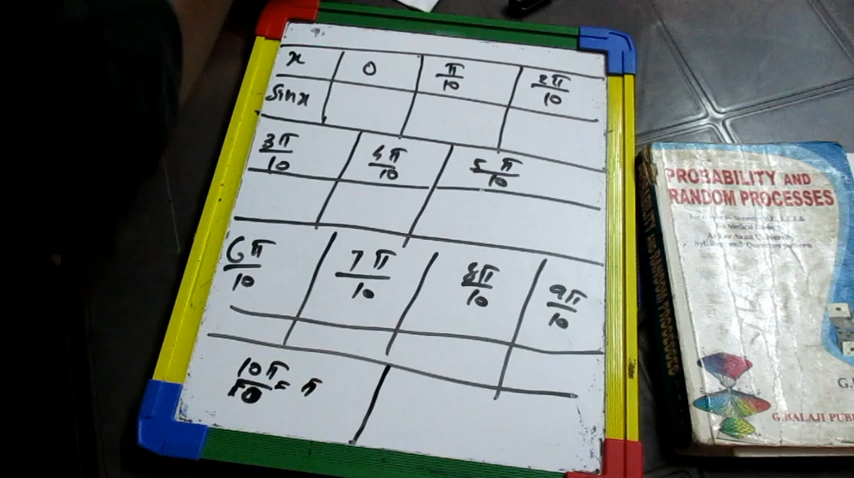 x 0 π/10 2π/10
sinx
3π/10 4π/10 5π/10
6π/10 7π/10 8π/10 9π/10
10π/10 = π
PROBABILITY AND
RANDOM PROCESSES
G.BALAJI PUB